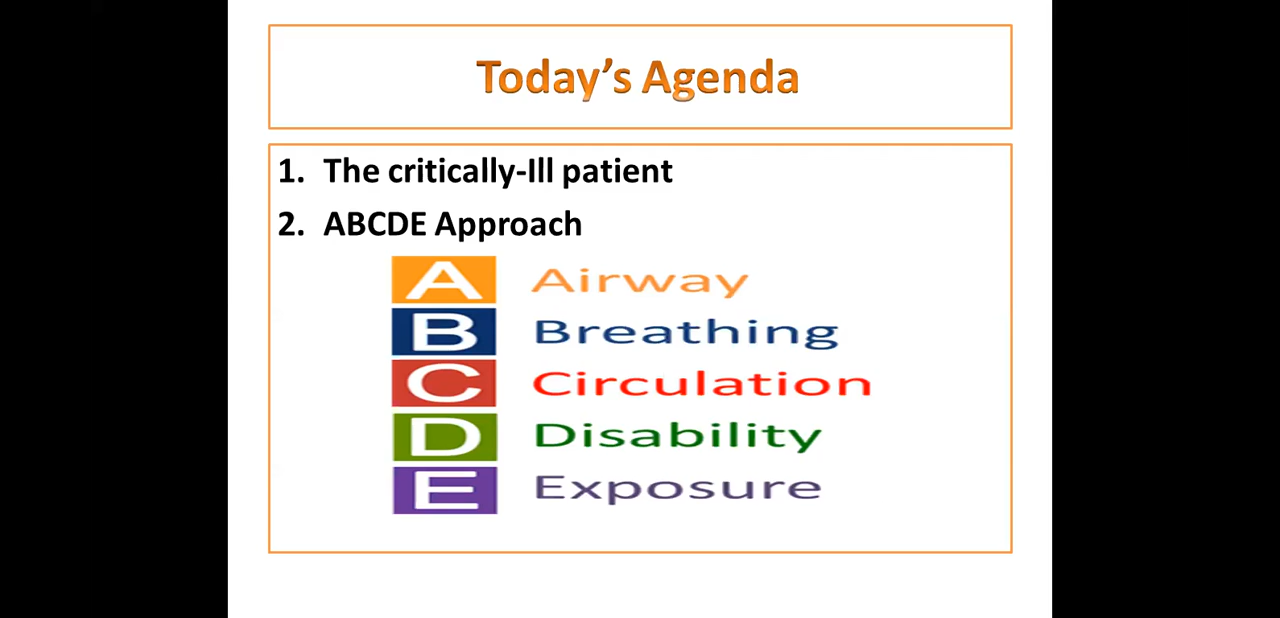 Today's Agenda
1. The critically-Ill patient
2. ABCDE Approach
A Airway
B Breathing
C Circulation
D Disability
E Exposure